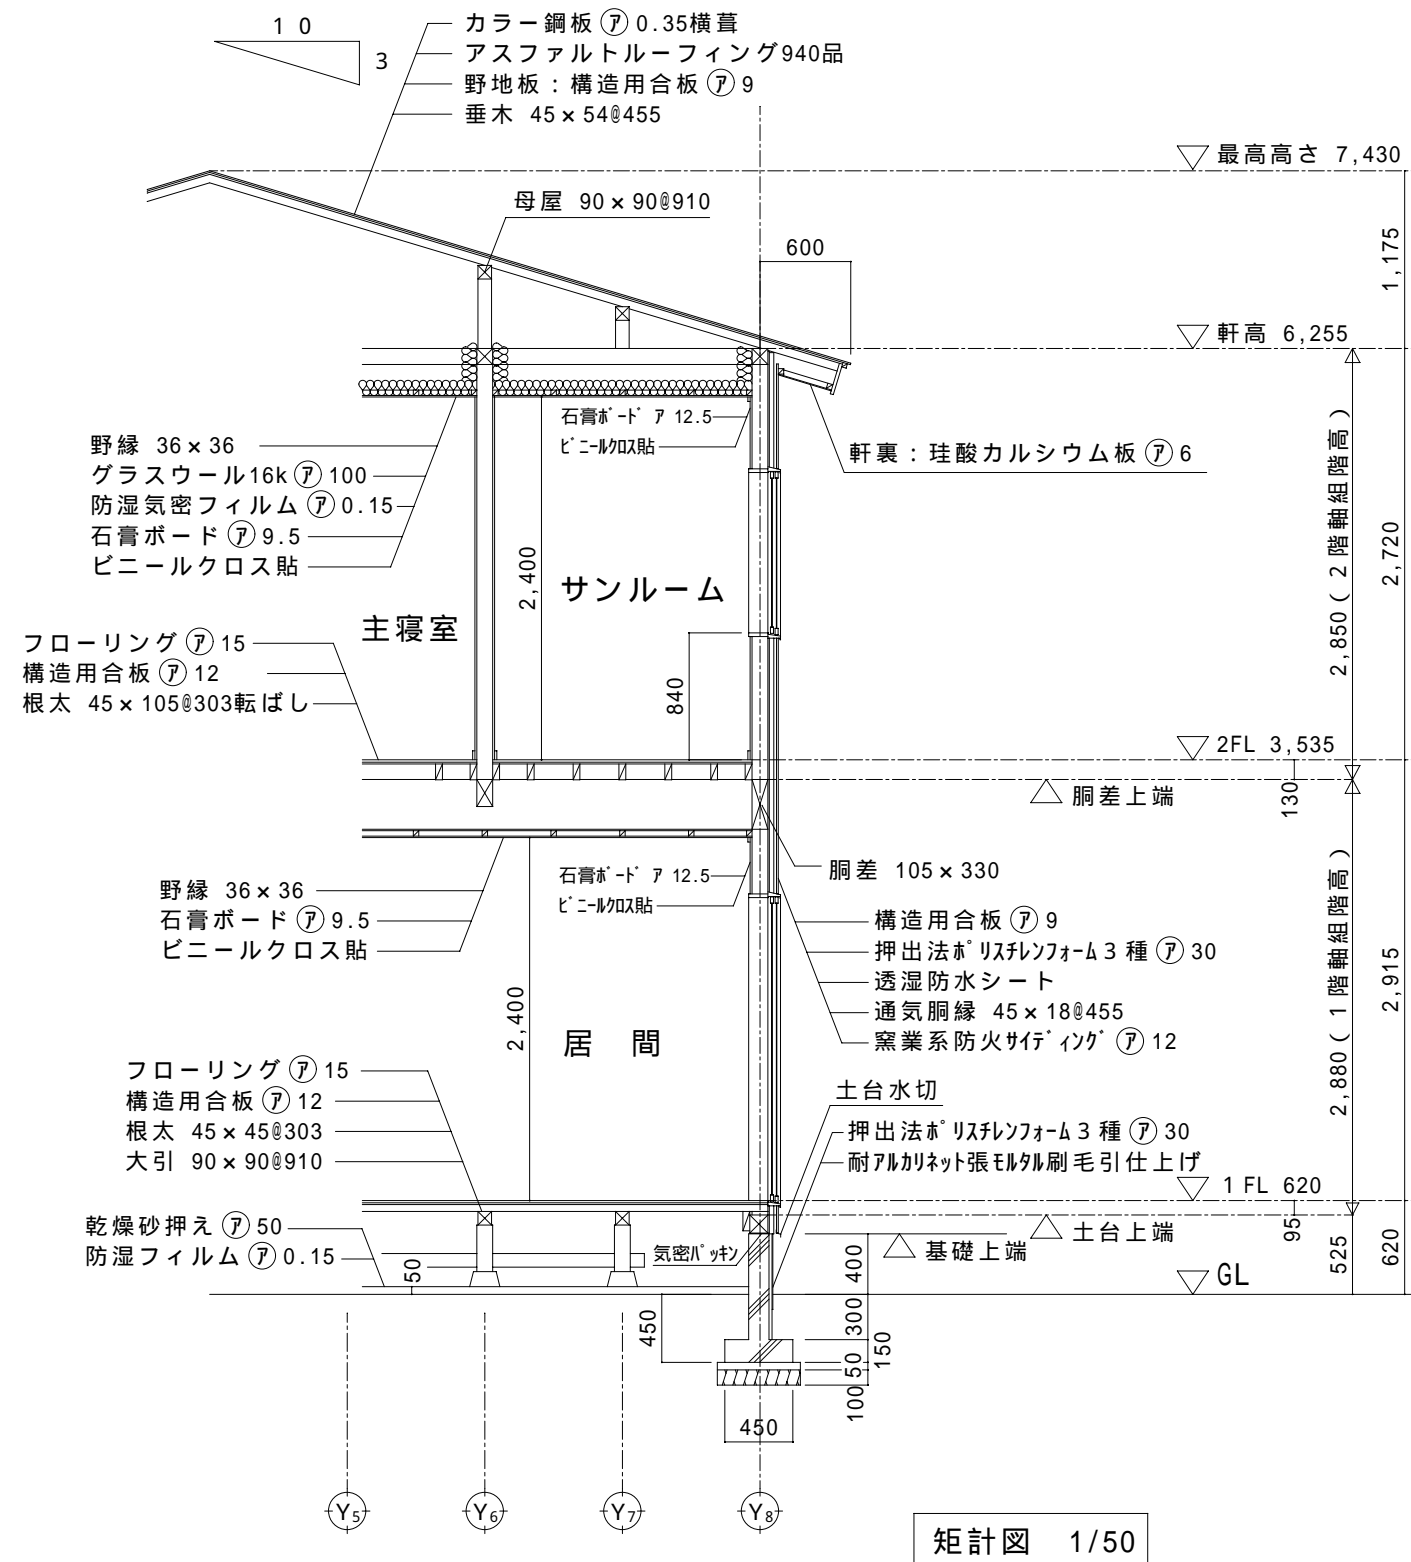 10
3
カラー鋼板㋐0.35横葺
アスファルトルーフィング940品
野地板：構造用合板㋐9
垂木 45×54@455
最高高さ 7,430
母屋 90×90@910
600
1,175
軒高 6,255
石膏ﾎﾞｰﾄﾞ ｱ 12.5
ﾋﾞﾆｰﾙｸﾛｽ貼
軒裏：珪酸カルシウム板㋐6
野縁 36×36
グラスウール16k㋐100
防湿気密フィルム㋐0.15
石膏ボード㋐9.5
ビニールクロス貼
2,400
サンルーム
主寝室
2,850(２階軸組階高)
2,720
フローリング㋐15
構造用合板㋐12
根太 45×105@303転ばし
840
2FL 3,535
胴差上端
130
胴差 105×330
石膏ﾎﾞｰﾄﾞ ｱ 12.5
ﾋﾞﾆｰﾙｸﾛｽ貼
野縁 36×36
石膏ボード㋐9.5
ビニールクロス貼
構造用合板㋐9
押出法ﾎﾟﾘｽﾁﾚﾝﾌｫｰﾑ３種㋐30
透湿防水シート
通気胴縁 45×18@455
窯業系防火ｻｲﾃﾞｨﾝｸﾞ㋐12
2,400
居 間
2,880(１階軸組階高)
2,915
フローリング㋐15
構造用合板㋐12
根太 45×45@303
大引 90×90@910
土台水切
押出法ﾎﾟﾘｽﾁﾚﾝﾌｫｰﾑ３種㋐30
耐ｱﾙｶﾘﾈｯﾄ張ﾓﾙﾀﾙ刷毛引仕上げ
1FL 620
土台上端
95
基礎上端
乾燥砂押え㋐50
防湿フィルム㋐0.15
50
気密ﾊﾟｯｷﾝ
400
525
620
GL
450
300
150
50
100
450
Y5
Y6
Y7
Y8
矩計図 1/50